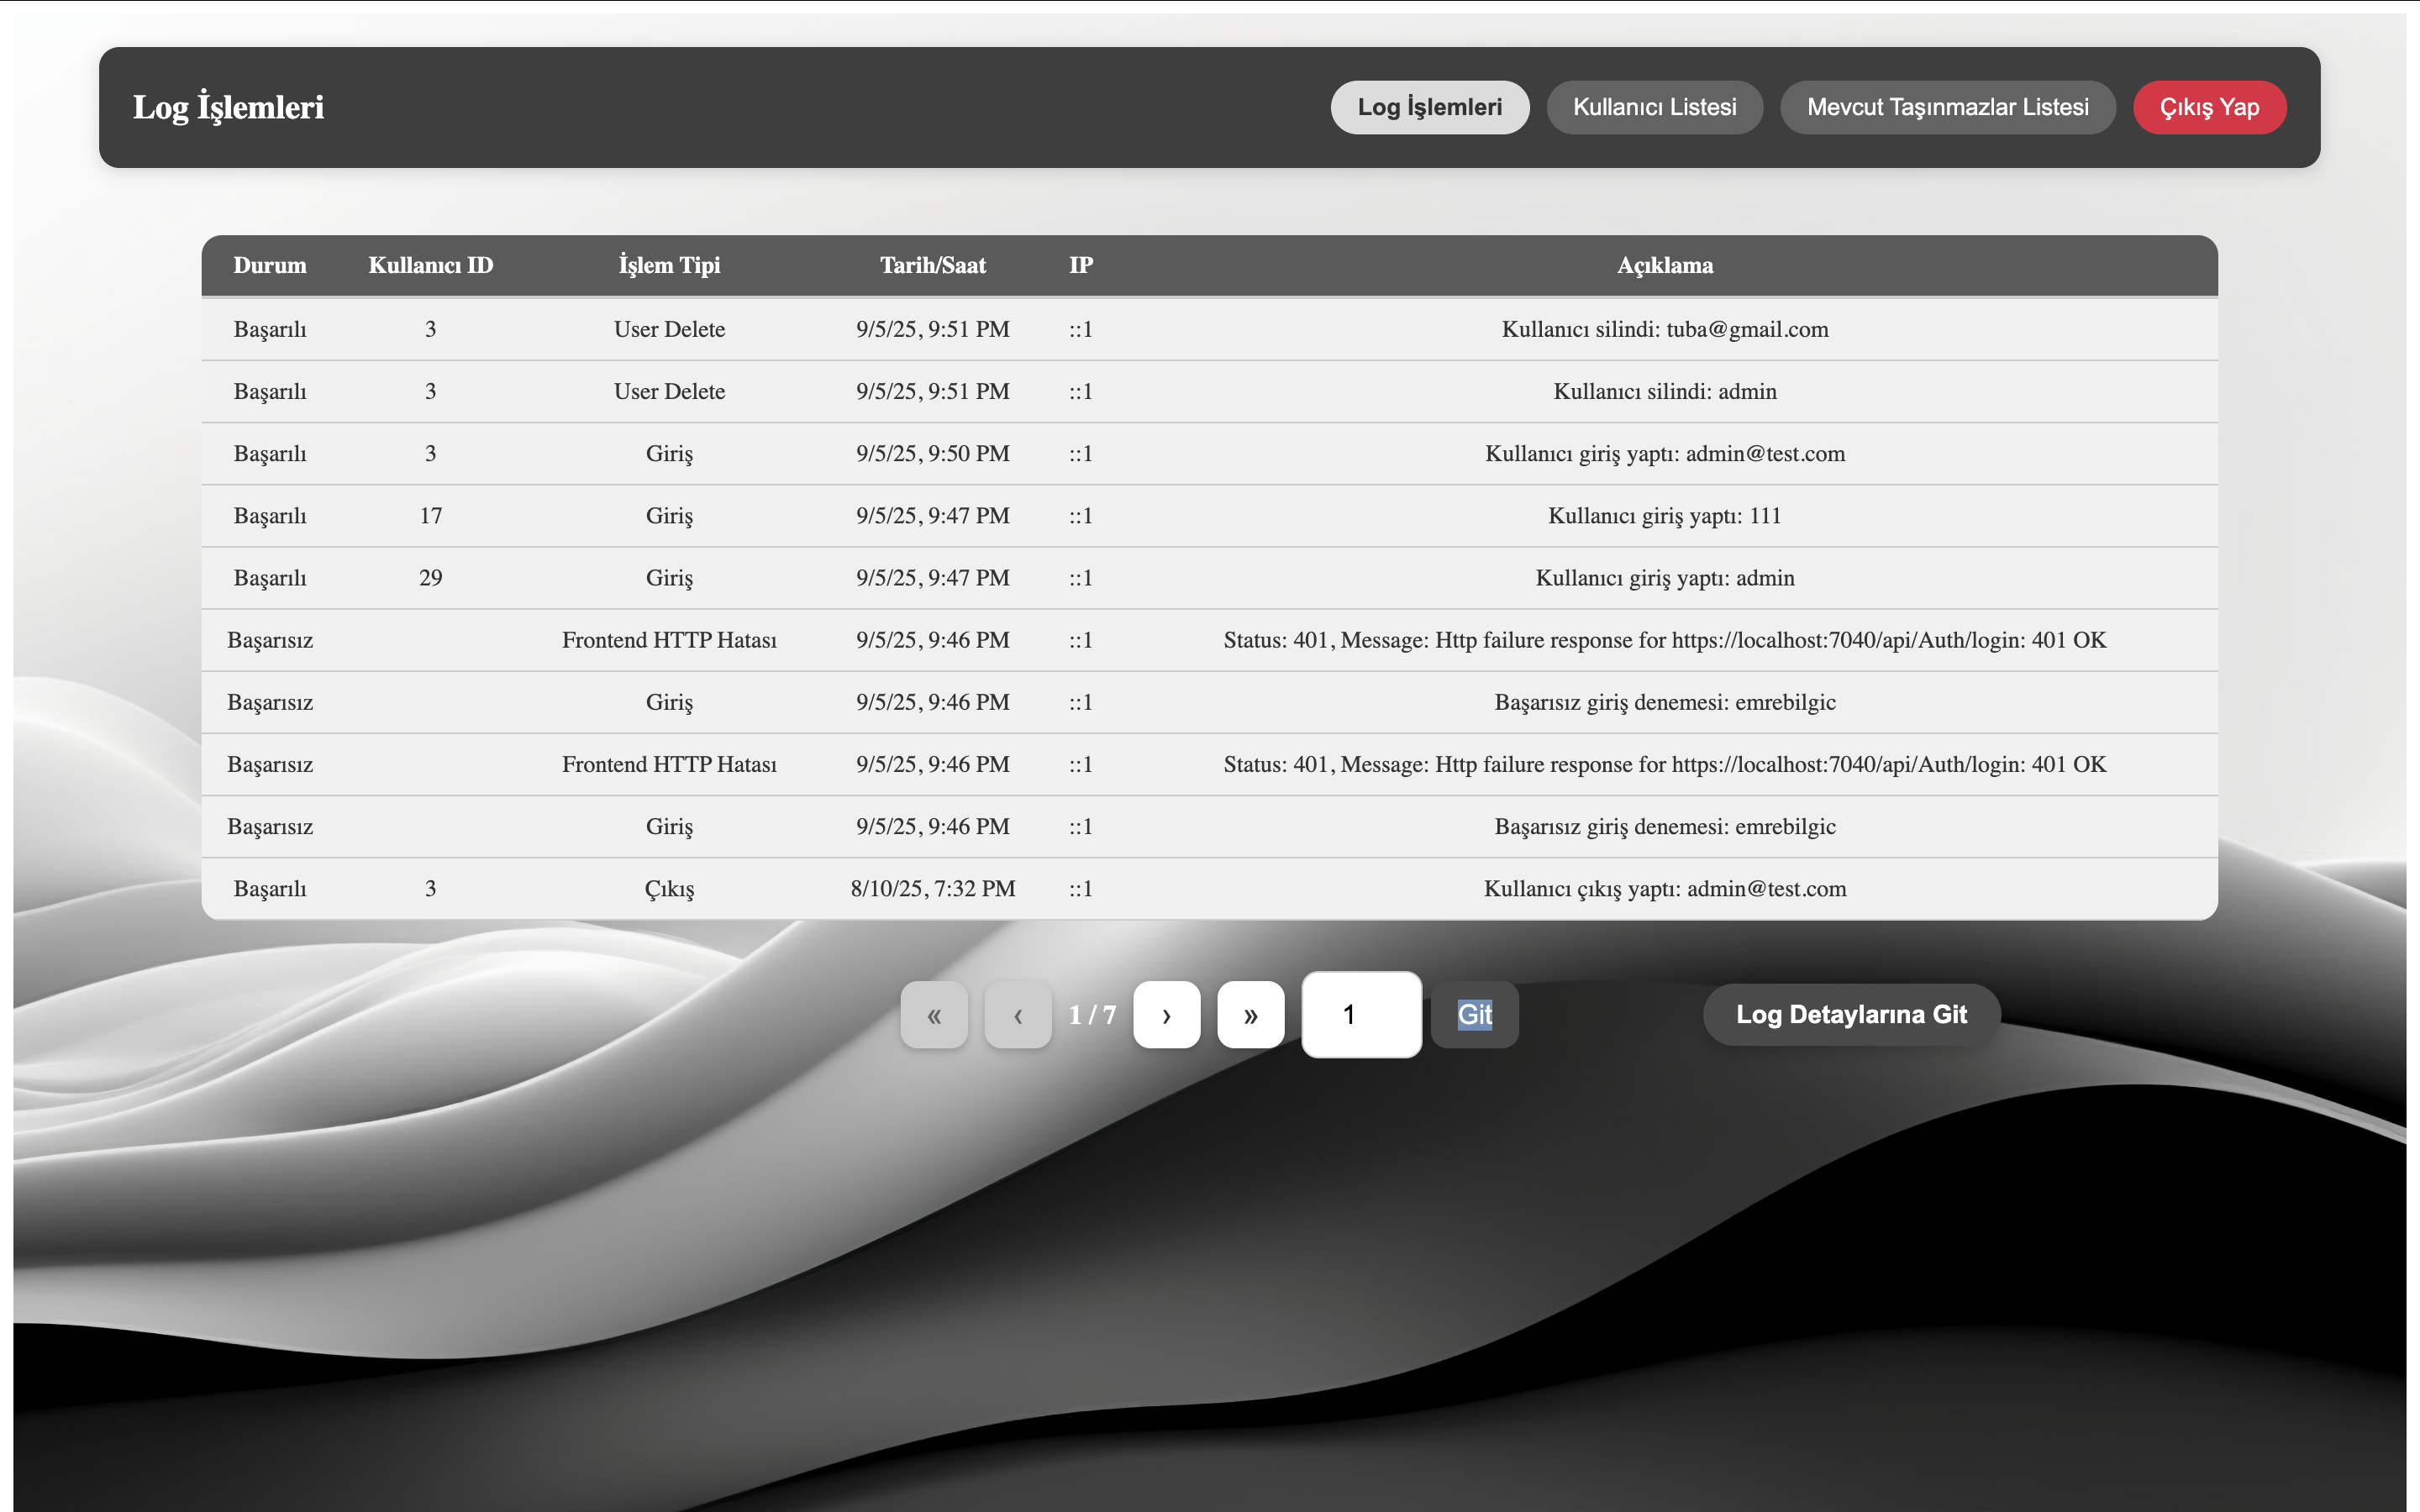 Log İşlemleri
Log İşlemleri Kullanıcı Listesi Mevcut Taşınmazlar Listesi Çıkış Yap
Durum Kullanıcı ID İşlem Tipi Tarih/Saat IP Açıklama
Başarılı 3 User Delete 9/5/25, 9:51 PM ::1 Kullanıcı silindi: tuba@gmail.com
Başarılı 3 User Delete 9/5/25, 9:51 PM ::1 Kullanıcı silindi: admin
Başarılı 3 Giriş 9/5/25, 9:50 PM ::1 Kullanıcı giriş yaptı: admin@test.com
Başarılı 17 Giriş 9/5/25, 9:47 PM ::1 Kullanıcı giriş yaptı: 111
Başarılı 29 Giriş 9/5/25, 9:47 PM ::1 Kullanıcı giriş yaptı: admin
Başarısız Frontend HTTP Hatası 9/5/25, 9:46 PM ::1 Status: 401, Message: Http failure response for https://localhost:7040/api/Auth/login: 401 OK
Başarısız Giriş 9/5/25, 9:46 PM ::1 Başarısız giriş denemesi: emrebilgic
Başarısız Frontend HTTP Hatası 9/5/25, 9:46 PM ::1 Status: 401, Message: Http failure response for https://localhost:7040/api/Auth/login: 401 OK
Başarısız Giriş 9/5/25, 9:46 PM ::1 Başarısız giriş denemesi: emrebilgic
Başarılı 3 Çıkış 8/10/25, 7:32 PM ::1 Kullanıcı çıkış yaptı: admin@test.com
« ‹ 1 / 7 › » 1 Git Log Detaylarına Git